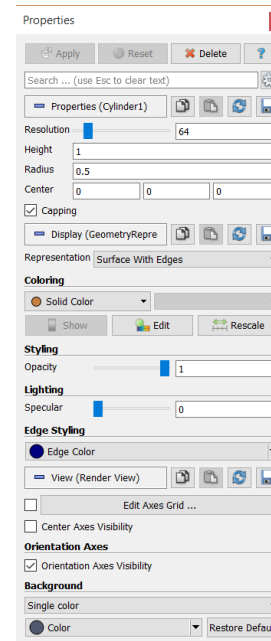 Properties
Apply Reset Delete ?
Search ... (use Esc to clear text)
Properties (Cylinder1)
Resolution 64
Height 1
Radius 0.5
Center 0 0 0
Capping
Display (GeometryRepre
Representation Surface With Edges
Coloring
Solid Color
Show Edit Rescale
Styling
Opacity 1
Lighting
Specular 0
Edge Styling
Edge Color
View (Render View)
Edit Axes Grid ...
Center Axes Visibility
Orientation Axes
Orientation Axes Visibility
Background
Single color
Color Restore Defau